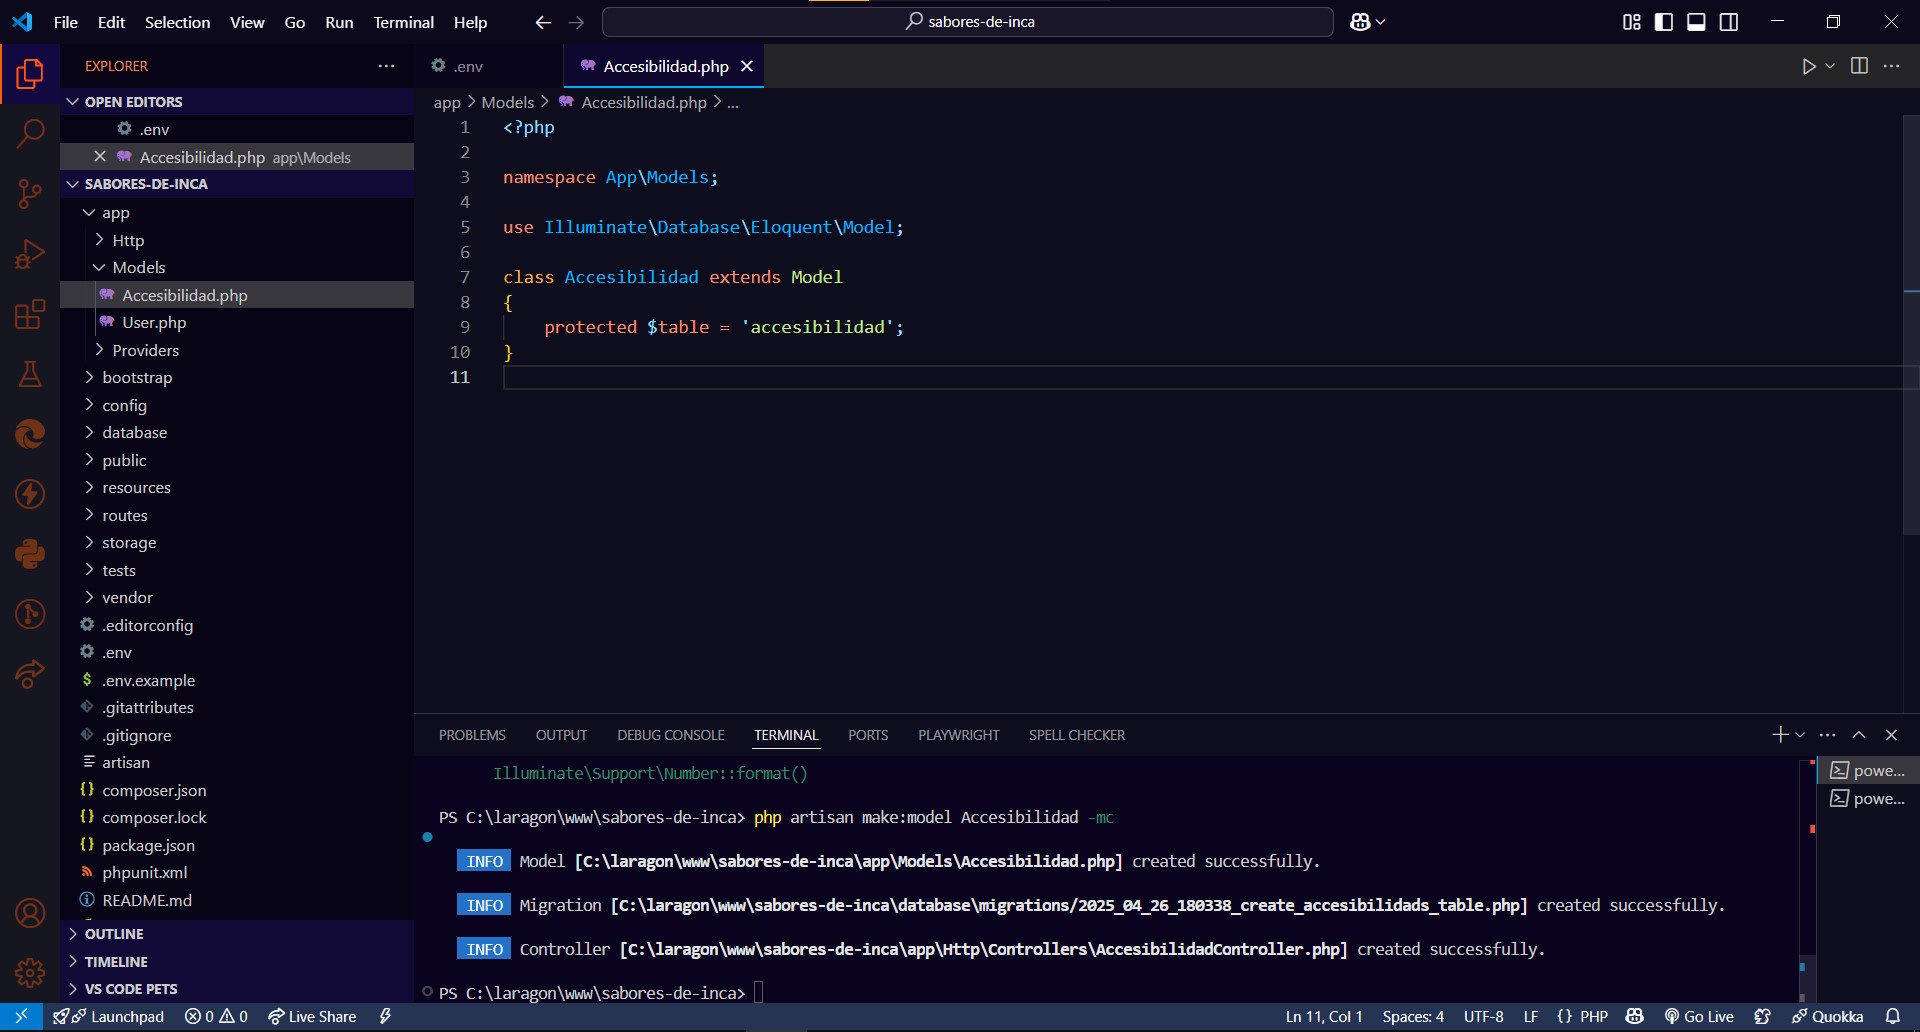 File Edit Selection View Go Run Terminal Help
sabores-de-inca
EXPLORER
OPEN EDITORS
.env
Accesibilidad.php app\Models
SABORES-DE-INCA
app
Http
Models
Accesibilidad.php
User.php
Providers
bootstrap
config
database
public
resources
routes
storage
tests
vendor
.editorconfig
.env
.env.example
.gitattributes
.gitignore
artisan
composer.json
composer.lock
package.json
phpunit.xml
README.md
OUTLINE
TIMELINE
VS CODE PETS
.env
Accesibilidad.php
app > Models > Accesibilidad.php > ...
1 <?php
2
3 namespace App\Models;
4
5 use Illuminate\Database\Eloquent\Model;
6
7 class Accesibilidad extends Model
8 {
9 protected $table = 'accesibilidad';
10 }
11
PROBLEMS OUTPUT DEBUG CONSOLE TERMINAL PORTS PLAYWRIGHT SPELL CHECKER
Illuminate\Support\Number::format()
PS C:\laragon\www\sabores-de-inca> php artisan make:model Accesibilidad -mc
INFO Model [C:\laragon\www\sabores-de-inca\app\Models\Accesibilidad.php] created successfully.
INFO Migration [C:\laragon\www\sabores-de-inca\database\migrations/2025_04_26_180338_create_accesibilidads_table.php] created successfully.
INFO Controller [C:\laragon\www\sabores-de-inca\app\Http\Controllers\AccesibilidadController.php] created successfully.
PS C:\laragon\www\sabores-de-inca>
powe...
powe...
Launchpad 0 0 Live Share
Ln 11, Col 1 Spaces: 4 UTF-8 LF {} PHP Go Live Quokka